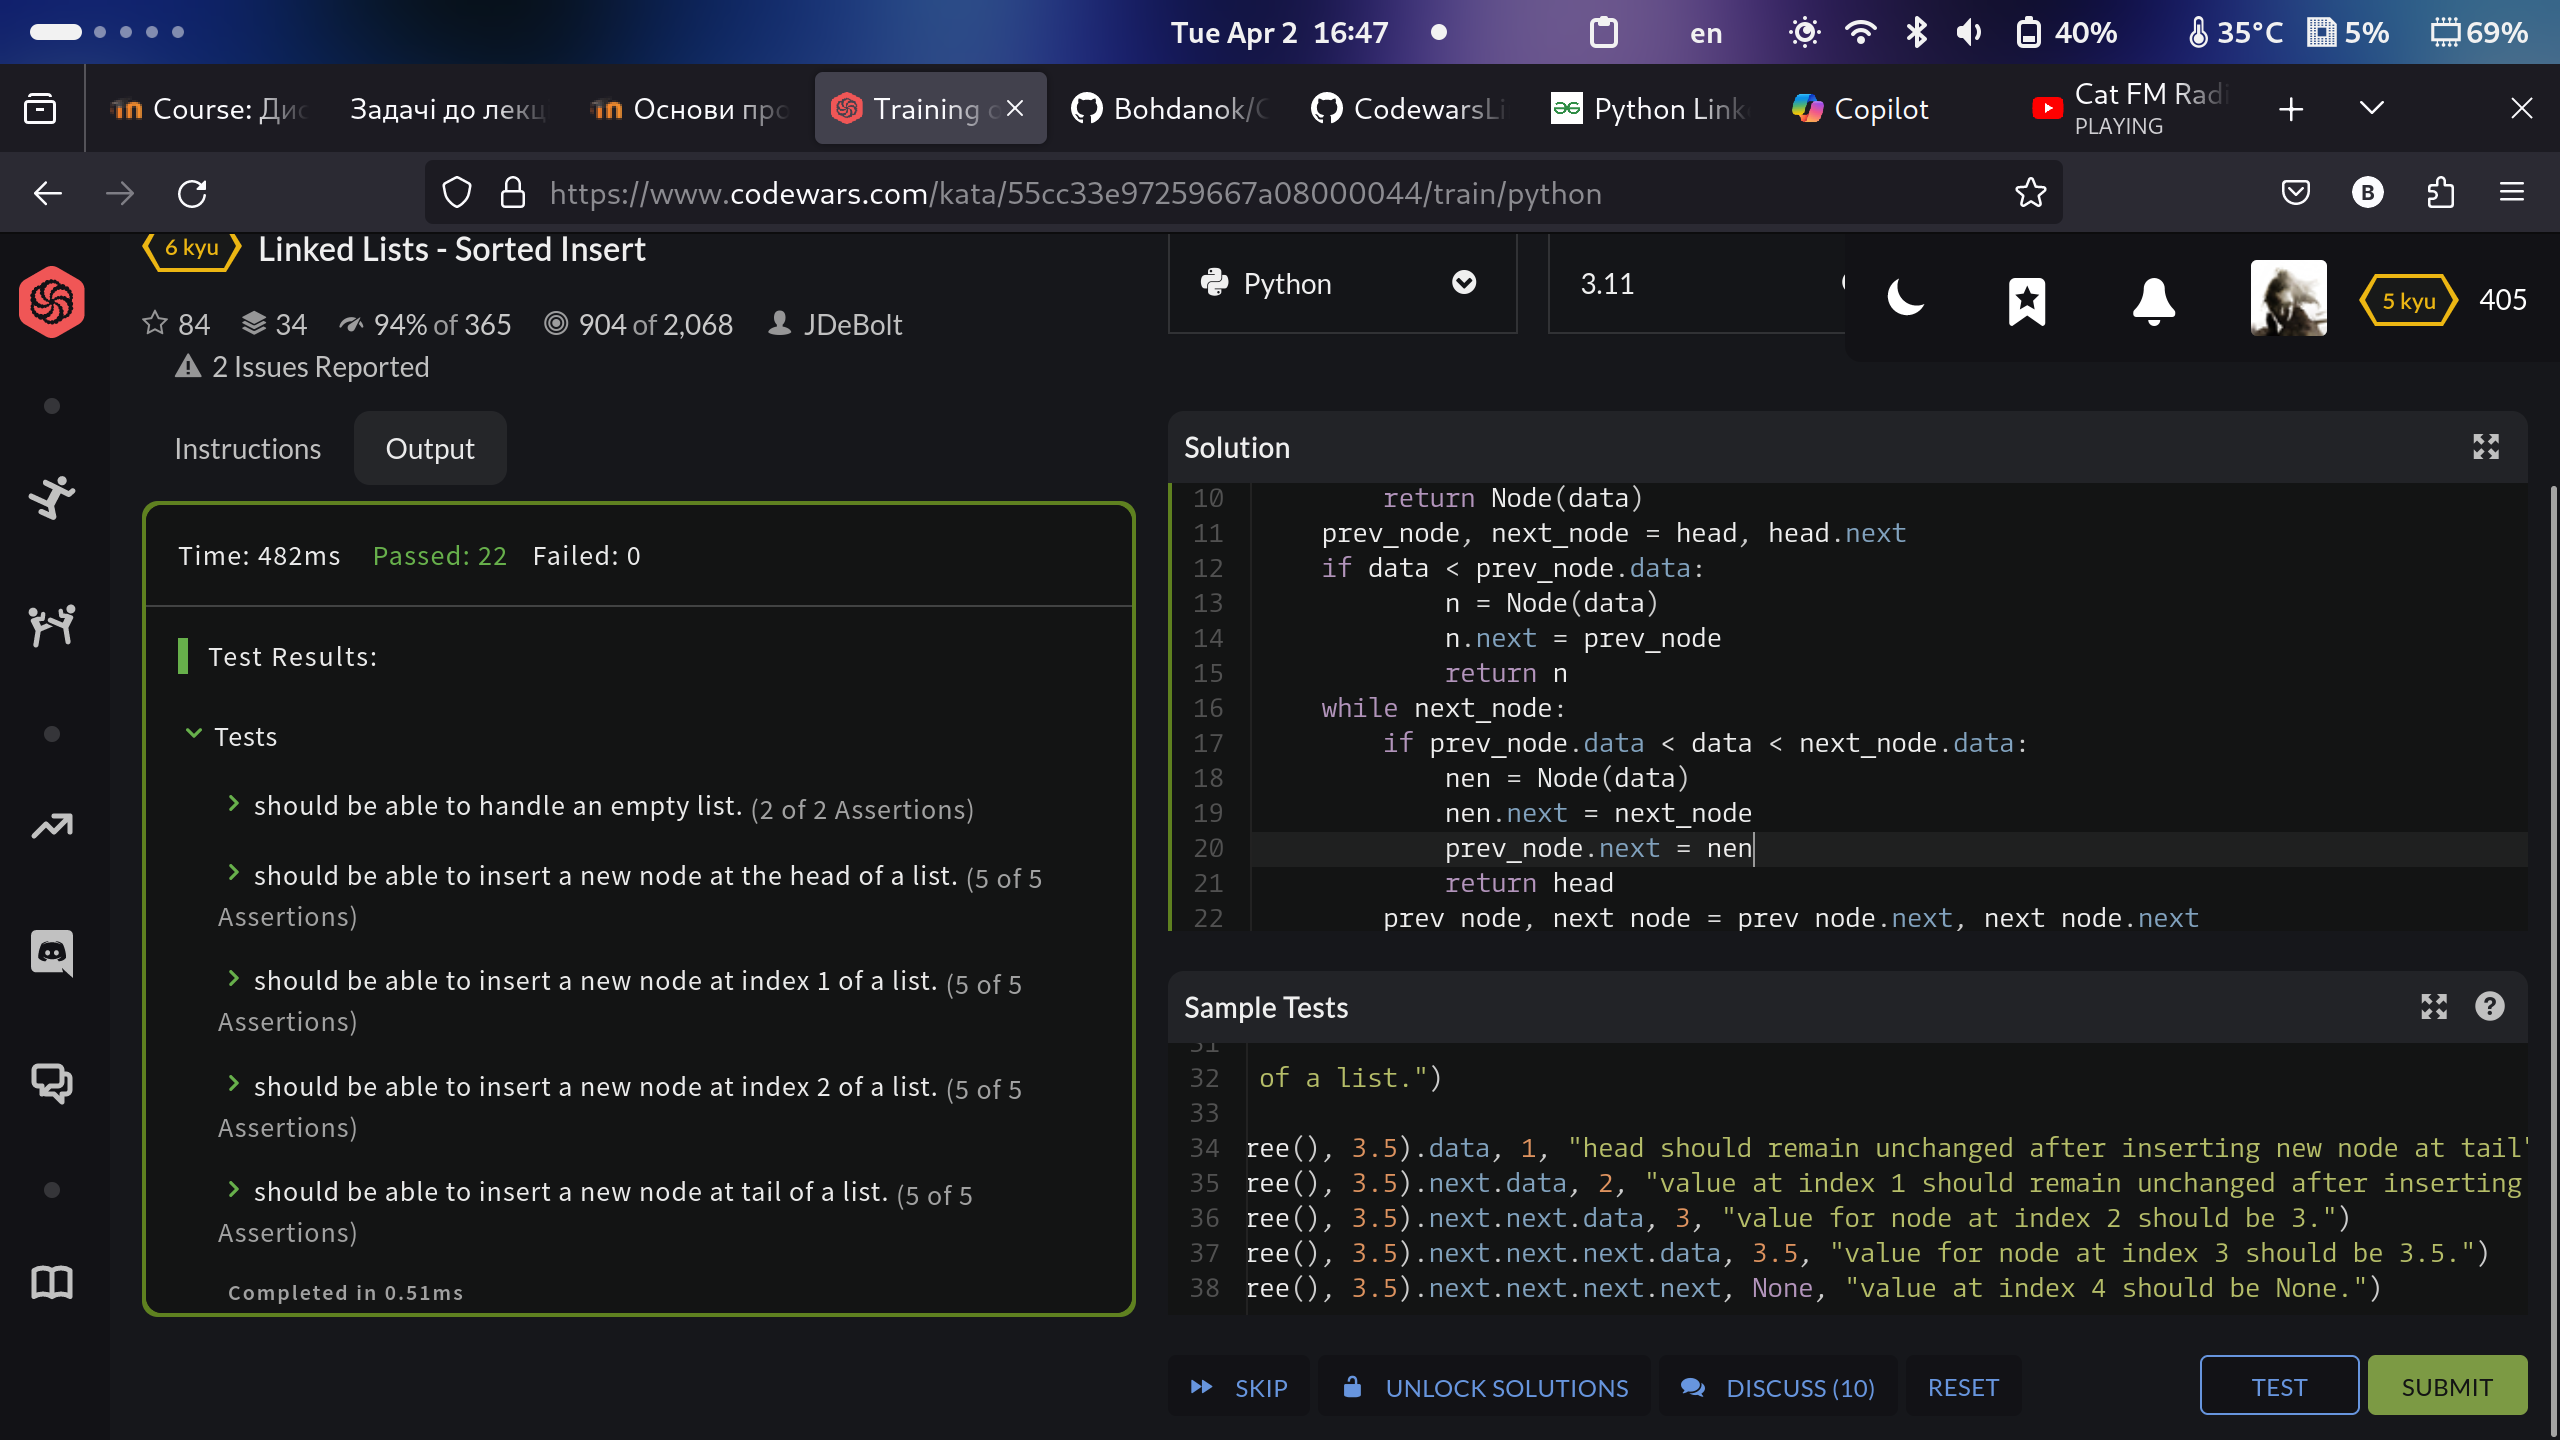 Tue Apr 2 16:47
en
40%
35°C
5%
69%
Course: Дис
Задачі до лекц
Основи про
Training o
Bohdanok/C
CodewarsLi
Python Link
Copilot
Cat FM Radi
PLAYING
https://www.codewars.com/kata/55cc33e97259667a08000044/train/python
B
6 kyu
Linked Lists - Sorted Insert
84
34
94% of 365
904 of 2,068
JDeBolt
2 Issues Reported
Python
3.11
5 kyu
405
Instructions
Output
Time: 482ms Passed: 22 Failed: 0
Test Results:
Tests
should be able to handle an empty list. (2 of 2 Assertions)
should be able to insert a new node at the head of a list. (5 of 5
Assertions)
should be able to insert a new node at index 1 of a list. (5 of 5
Assertions)
should be able to insert a new node at index 2 of a list. (5 of 5
Assertions)
should be able to insert a new node at tail of a list. (5 of 5
Assertions)
Completed in 0.51ms
Solution
10 return Node(data)
11 prev_node, next_node = head, head.next
12 if data < prev_node.data:
13 n = Node(data)
14 n.next = prev_node
15 return n
16 while next_node:
17 if prev_node.data < data < next_node.data:
18 nen = Node(data)
19 nen.next = next_node
20 prev_node.next = nen
21 return head
22 prev_node, next_node = prev_node.next, next_node.next
Sample Tests
31
32 of a list.")
33
34 ree(), 3.5).data, 1, "head should remain unchanged after inserting new node at tail"
35 ree(), 3.5).next.data, 2, "value at index 1 should remain unchanged after inserting
36 ree(), 3.5).next.next.data, 3, "value for node at index 2 should be 3.")
37 ree(), 3.5).next.next.next.data, 3.5, "value for node at index 3 should be 3.5.")
38 ree(), 3.5).next.next.next.next, None, "value at index 4 should be None.")
SKIP
UNLOCK SOLUTIONS
DISCUSS (10)
RESET
TEST
SUBMIT